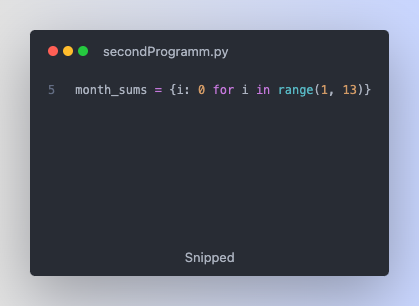 secondProgramm.py
5 month_sums = {i: 0 for i in range(1, 13)}
Snipped